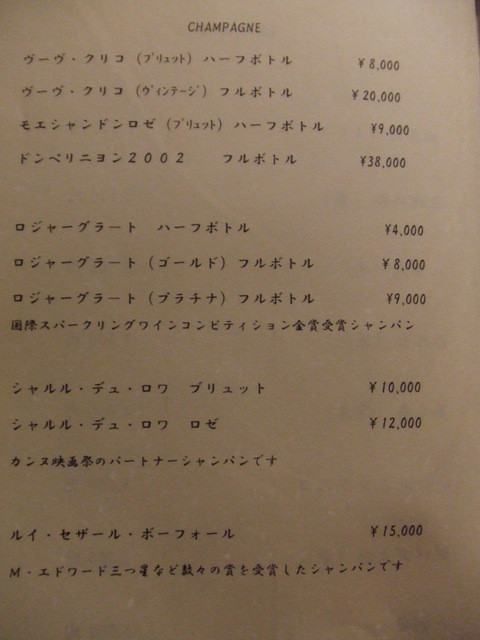 CHAMPAGNE
ヴーヴ・クリコ (ブリュット) ハーフボトル ¥8,000
ヴーヴ・クリコ (ヴィンテージ) フルボトル ¥20,000
モエシャンドンロゼ (ブリュット) ハーフボトル ¥9,000
ドンペリニヨン2002 フルボトル ¥38,000
ロジャーグラート ハーフボトル ¥4,000
ロジャーグラート (ゴールド) フルボトル ¥8,000
ロジャーグラート (プラチナ) フルボトル ¥9,000
国際スパークリングワインコンピティション金賞受賞シャンパン
シャルル・デュ・ロワ ブリュット ¥10,000
シャルル・デュ・ロワ ロゼ ¥12,000
カンヌ映画祭のパートナーシャンパンです
ルイ・セザール・ボーフォール ¥15,000
M・エドワード三つ星など数々の賞を受賞したシャンパンです